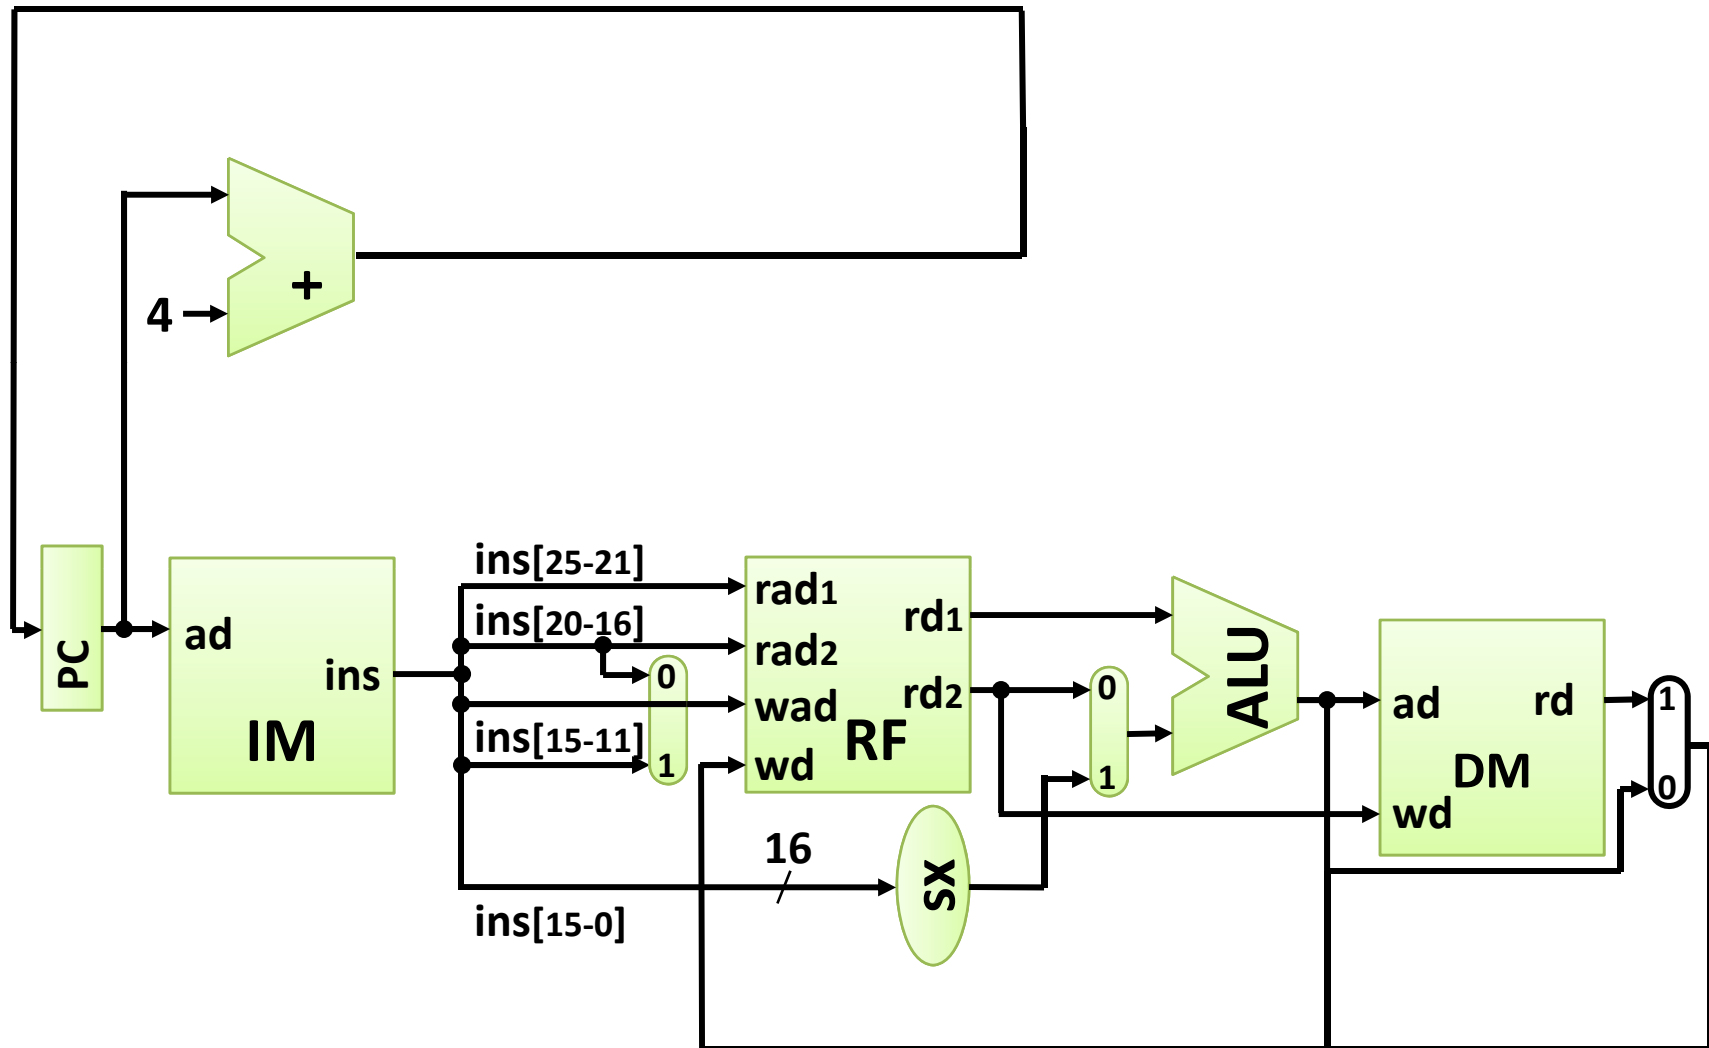 +
4
PC
ad
ins
IM
ins[25-21]
ins[20-16]
ins[15-11]
ins[15-0]
0
1
16
rad1
rad2
wad
wd
rd1
rd2
RF
sx
0
1
ALU
ad
rd
DM
wd
1
0